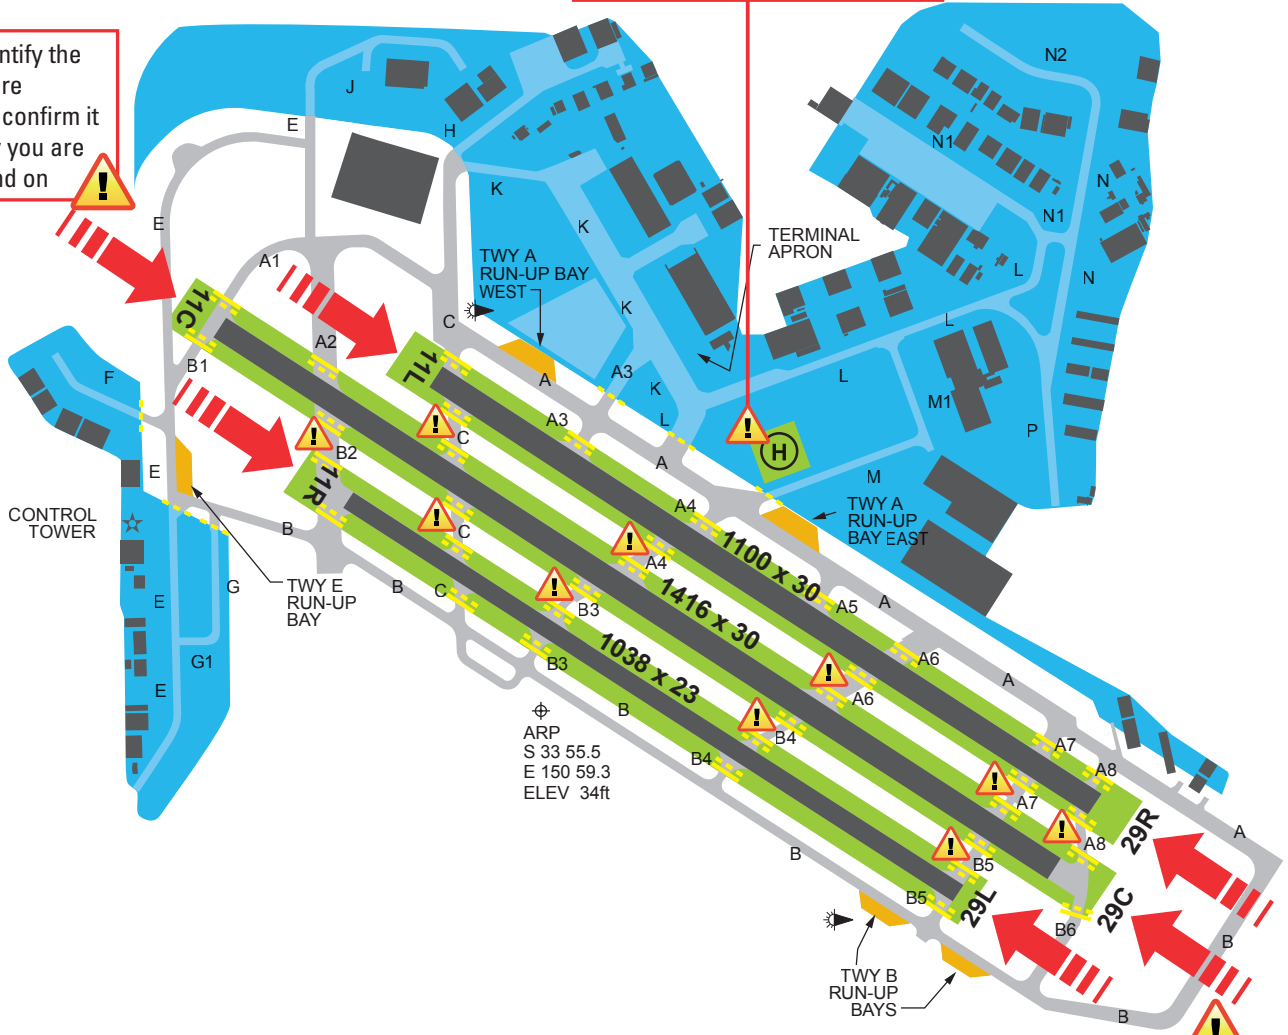 ntify the
are
confirm it
y you are
nd on
!
J
H
E
E
K
K
K
K
N2
N1
N
N1
N
L
L
L
L
M1
P
M
TERMINAL
APRON
TWY A
RUN-UP BAY
WEST
A1
A2
C
A
A3
A3
A
11C
11L
11R
B1
B2
!
!
C
F
E
CONTROL
TOWER
B
G
E
G1
E
TWY E
RUN-UP
BAY
B
C
!
C
!
H
TWY A
RUN-UP
BAY EAST
A4
!
A4
1100 x 30
1416 x 30
1038 x 23
!
B3
B3
A5
A
A6
!
A6
A
B
ARP
S 33 55.5
E 150 59.3
ELEV 34ft
!
B4
B4
A7
A8
!
A7
!
A8
29R
A
B
!
B5
B5
29L
29C
B6
B
B
TWY B
RUN-UP
BAYS
!